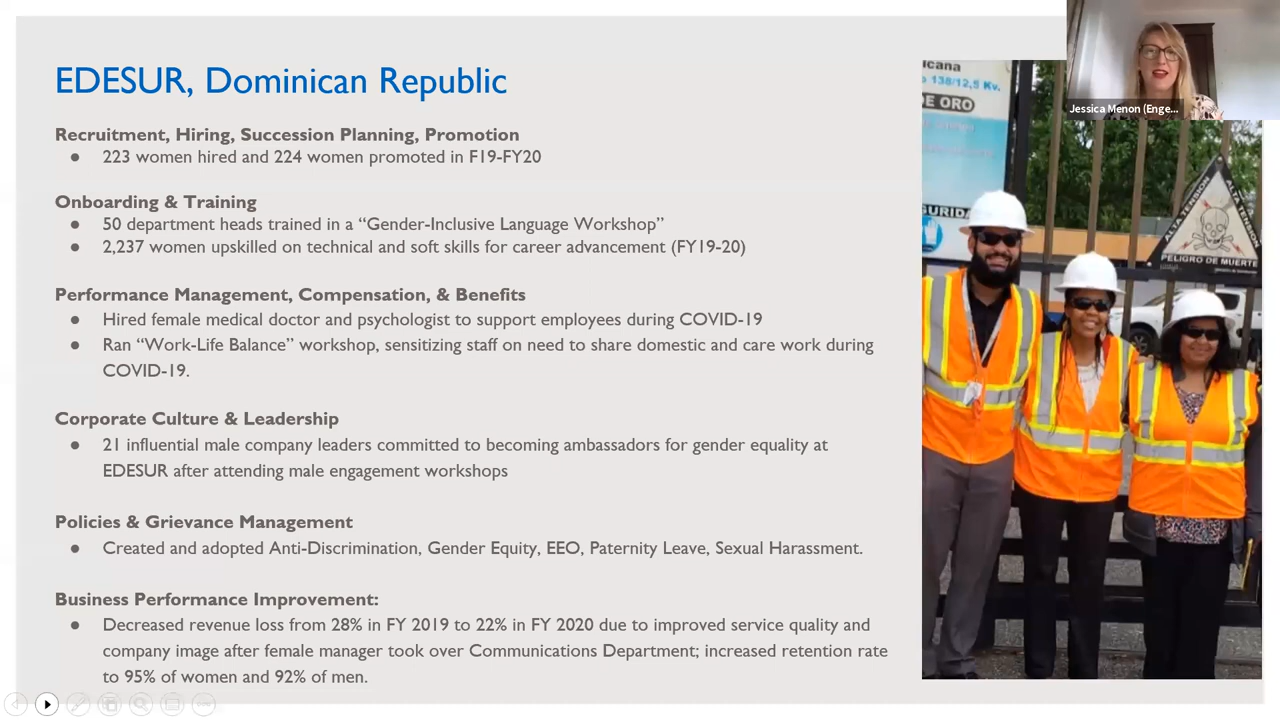 EDESUR, Dominican Republic
Recruitment, Hiring, Succession Planning, Promotion
● 223 women hired and 224 women promoted in F19-FY20
Onboarding & Training
● 50 department heads trained in a “Gender-Inclusive Language Workshop”
● 2,237 women upskilled on technical and soft skills for career advancement (FY19-20)
Performance Management, Compensation, & Benefits
● Hired female medical doctor and psychologist to support employees during COVID-19
● Ran “Work-Life Balance” workshop, sensitizing staff on need to share domestic and care work during
COVID-19.
Corporate Culture & Leadership
● 21 influential male company leaders committed to becoming ambassadors for gender equality at
EDESUR after attending male engagement workshops
Policies & Grievance Management
● Created and adopted Anti-Discrimination, Gender Equity, EEO, Paternity Leave, Sexual Harassment.
Business Performance Improvement:
● Decreased revenue loss from 28% in FY 2019 to 22% in FY 2020 due to improved service quality and
company image after female manager took over Communications Department; increased retention rate
to 95% of women and 92% of men.
Jessica Menon (Enge...
icana
o 138/12,5 Kv.
DE ORO
GURIDA
ALTA TENSION
ALTA TENSION
PELIGRO DE MUERTE